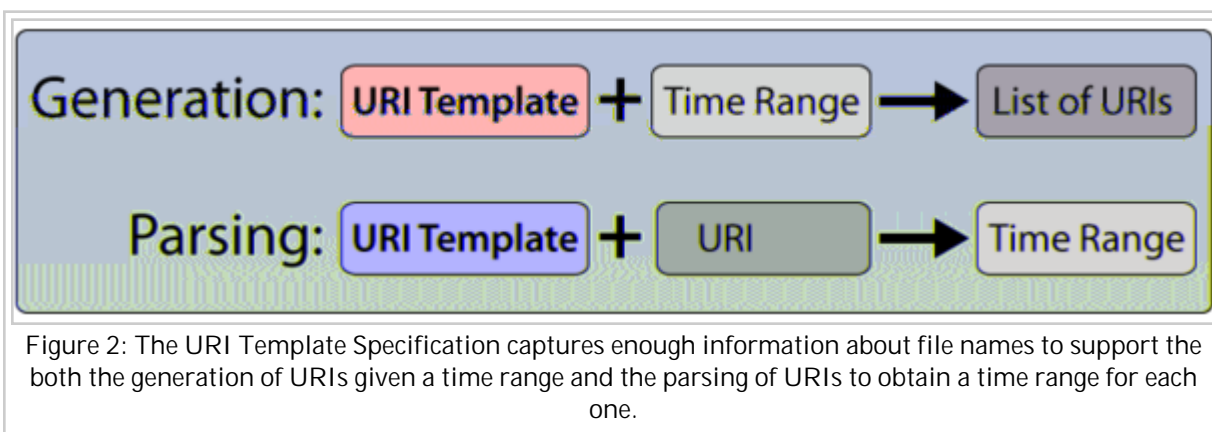 Generation: URI Template + Time Range → List of URIs
Parsing: URI Template + URI → Time Range
Figure 2: The URI Template Specification captures enough information about file names to support the
both the generation of URIs given a time range and the parsing of URIs to obtain a time range for each
one.